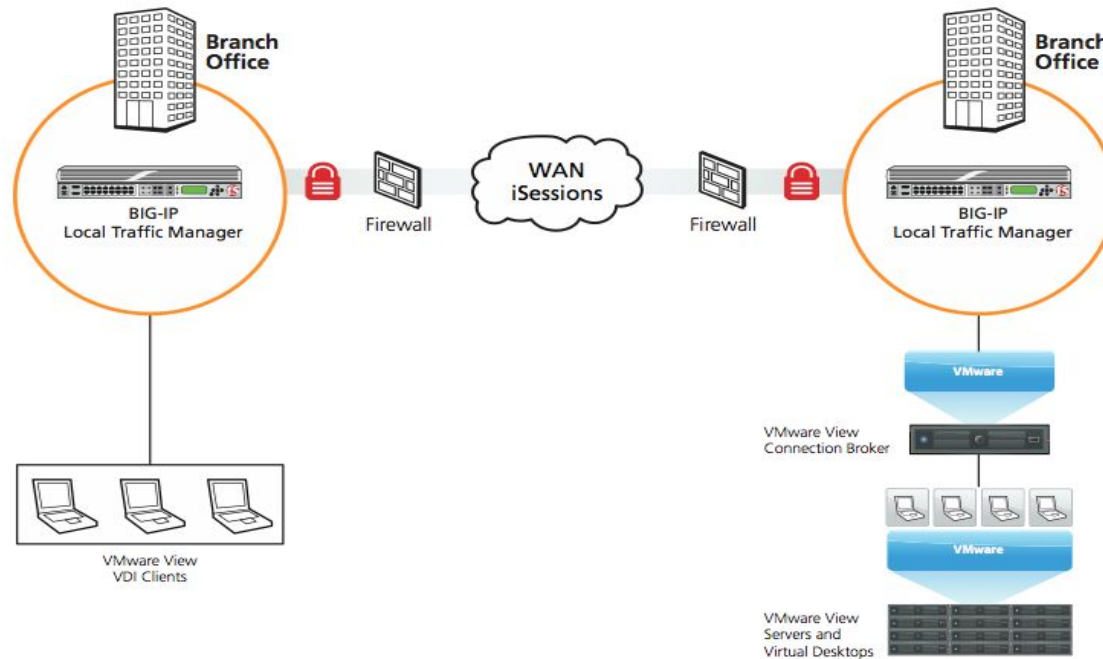 Branch
Office
BIG-IP
Local Traffic Manager
Firewall
WAN
iSessions
Firewall
Branch
Office
BIG-IP
Local Traffic Manager
VMware View
VDI Clients
VMware
VMware View
Connection Broker
VMware
VMware View
Servers and
Virtual Desktops